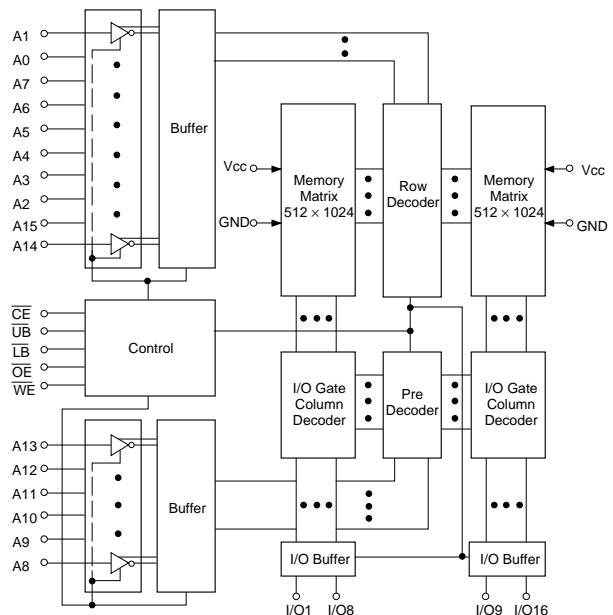 A1
A0
A7
A6
A5
A4
A3
A2
A15
A14
Buffer
Vcc
GND
Memory
Matrix
512 × 1024
Row
Decoder
Memory
Matrix
512 × 1024
Vcc
GND
CE
UB
LB
OE
WE
Control
I/O Gate
Column
Decoder
Pre
Decoder
I/O Gate
Column
Decoder
A13
A12
A11
A10
A9
A8
Buffer
I/O Buffer
I/O Buffer
I/O1
I/O8
I/O9
I/O16